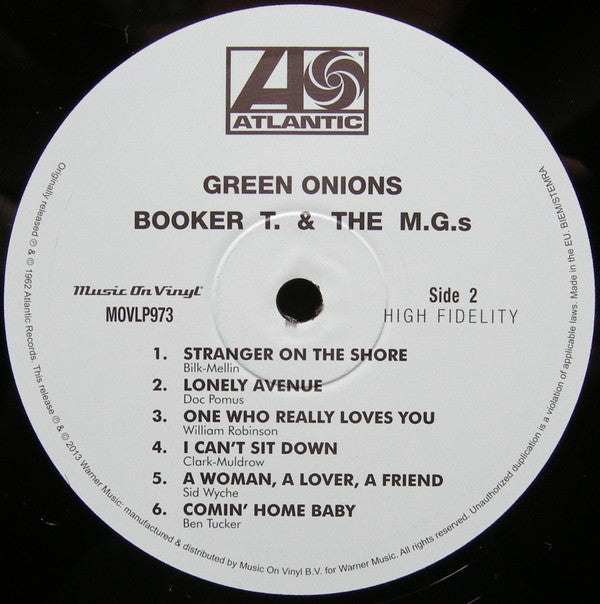 ATLANTIC
GREEN ONIONS
BOOKER T. & THE M.G.s
Music On Vinyl
MOVLP973
Side 2
HIGH FIDELITY
1. STRANGER ON THE SHORE
Bilk-Mellin
2. LONELY AVENUE
Doc Pomus
3. ONE WHO REALLY LOVES YOU
William Robinson
4. I CAN'T SIT DOWN
Clark-Muldrow
5. A WOMAN, A LOVER, A FRIEND
Sid Wyche
6. COMIN' HOME BABY
Ben Tucker
Originally released ℗ & © 1962 Atlantic Records. This release ℗ & © 2013 Warner Music: manufactured & distributed by Music On Vinyl B.V. for Warner Music. All rights reserved. Unauthorized duplication is a violation of applicable laws. Made in the EU. BIEM/STEMRA